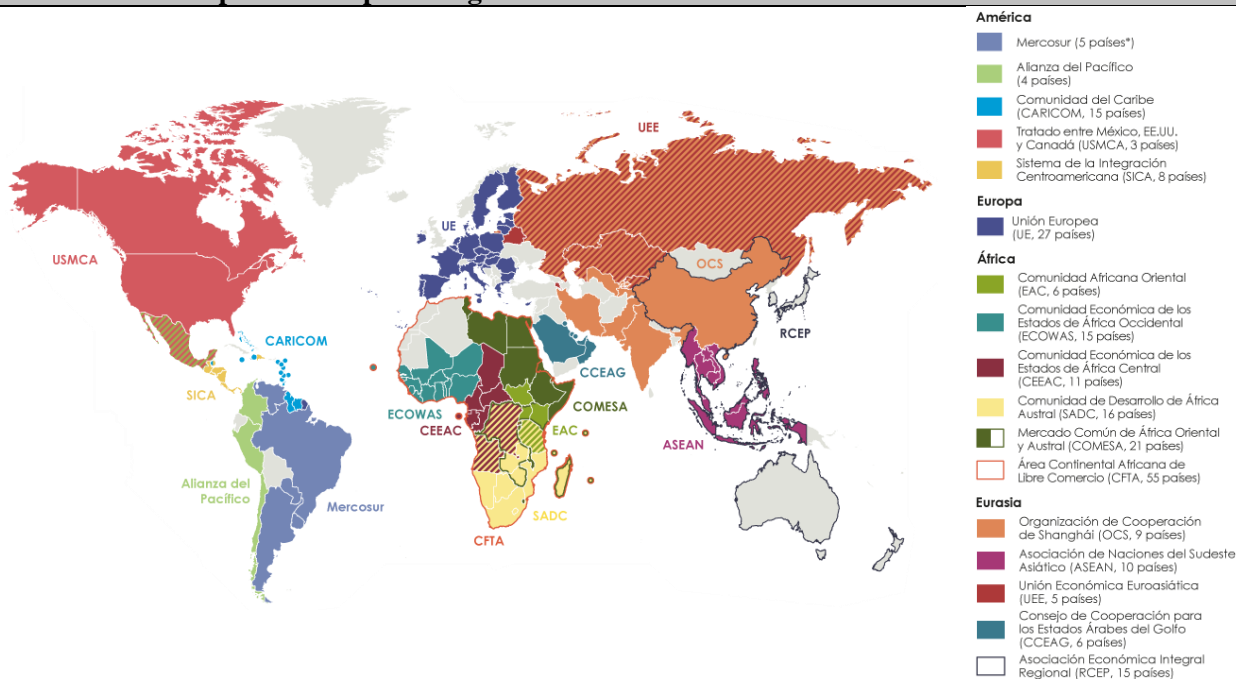 UEE
UE
USMCA
OCS
RCEP
CARICOM
CCEAG
SICA
COMESA
ECOWAS
CEEAC
EAC
ASEAN
Alianza del
Pacífico
Mercosur
SADC
CFTA
América
Mercosur (5 países*)
Alianza del Pacífico
(4 países)
Comunidad del Caribe
(CARICOM, 15 países)
Tratado entre México, EE.UU.
y Canadá (USMCA, 3 países)
Sistema de la Integración
Centroamericana (SICA, 8 países)
Europa
Unión Europea
(UE, 27 países)
África
Comunidad Africana Oriental
(EAC, 6 países)
Comunidad Económica de los
Estados de África Occidental
(ECOWAS, 15 países)
Comunidad Económica de los
Estados de África Central
(CEEAC, 11 países)
Comunidad de Desarrollo de África
Austral (SADC, 16 países)
Mercado Común de África Oriental
y Austral (COMESA, 21 países)
Área Continental Africana de
Libre Comercio (CFTA, 55 países)
Eurasia
Organización de Cooperación
de Shanghái (OCS, 9 países)
Asociación de Naciones del Sudeste
Asiático (ASEAN, 10 países)
Unión Económica Euroasiática
(UEE, 5 países)
Consejo de Cooperación para
los Estados Árabes del Golfo
(CCEAG, 6 países)
Asociación Económica Integral
Regional (RCEP, 15 países)